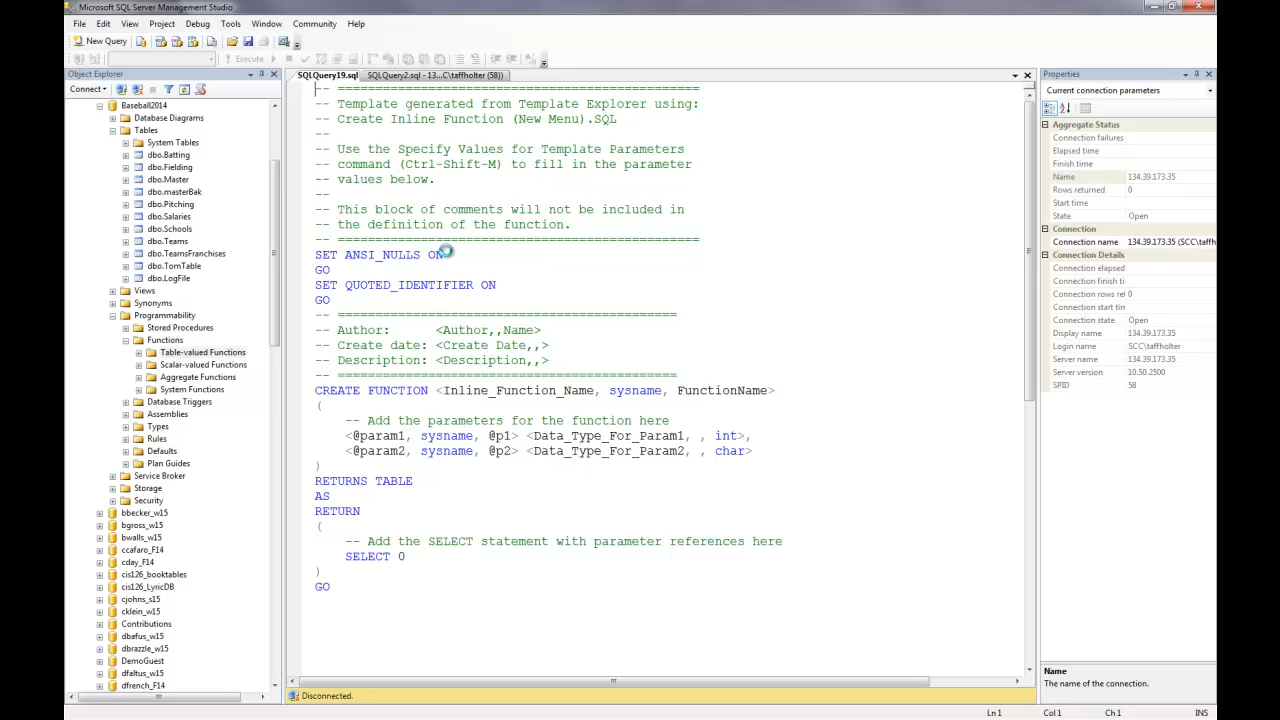 Microsoft SQL Server Management Studio
File Edit View Project Debug Tools Window Community Help
New Query
Execute
Object Explorer
Connect
Baseball2014
Database Diagrams
Tables
System Tables
dbo.Batting
dbo.Fielding
dbo.Master
dbo.masterBak
dbo.Pitching
dbo.Salaries
dbo.Schools
dbo.Teams
dbo.TeamsFranchises
dbo.TomTable
dbo.LogFile
Views
Synonyms
Programmability
Stored Procedures
Functions
Table-valued Functions
Scalar-valued Functions
Aggregate Functions
System Functions
Database Triggers
Assemblies
Types
Rules
Defaults
Plan Guides
Service Broker
Storage
Security
bbecker_w15
bgross_w15
bwalls_w15
ccafaro_F14
cday_F14
cis126_booktables
cis126_LyricDB
cjohns_s15
cklein_w15
Contributions
dbafus_w15
dbrazzle_w15
DemoGuest
dfaltus_w15
dfrench_F14
SQLQuery19.sql SQLQuery2.sql - 13...C\taffholter (58))
-- ================================================
-- Template generated from Template Explorer using:
-- Create Inline Function (New Menu).SQL
--
-- Use the Specify Values for Template Parameters
-- command (Ctrl-Shift-M) to fill in the parameter
-- values below.
--
-- This block of comments will not be included in
-- the definition of the function.
-- ================================================
SET ANSI_NULLS ON
GO
SET QUOTED_IDENTIFIER ON
GO
-- =============================================
-- Author: <Author,,Name>
-- Create date: <Create Date,,>
-- Description: <Description,,>
-- =============================================
CREATE FUNCTION <Inline_Function_Name, sysname, FunctionName>
(
-- Add the parameters for the function here
<@param1, sysname, @p1> <Data_Type_For_Param1, , int>,
<@param2, sysname, @p2> <Data_Type_For_Param2, , char>
)
RETURNS TABLE
AS
RETURN
(
-- Add the SELECT statement with parameter references here
SELECT 0
)
GO
Disconnected.
Properties
Current connection parameters
Aggregate Status
Connection failures
Elapsed time
Finish time
Name 134.39.173.35
Rows returned 0
Start time
State Open
Connection
Connection name 134.39.173.35 (SCC\taffh
Connection Details
Connection elapsed
Connection finish ti
Connection rows re 0
Connection start tim
Connection state Open
Display name 134.39.173.35
Login name SCC\taffholter
Server name 134.39.173.35
Server version 10.50.2500
SPID 58
Name
The name of the connection.
Ln 1 Col 1 Ch 1 INS